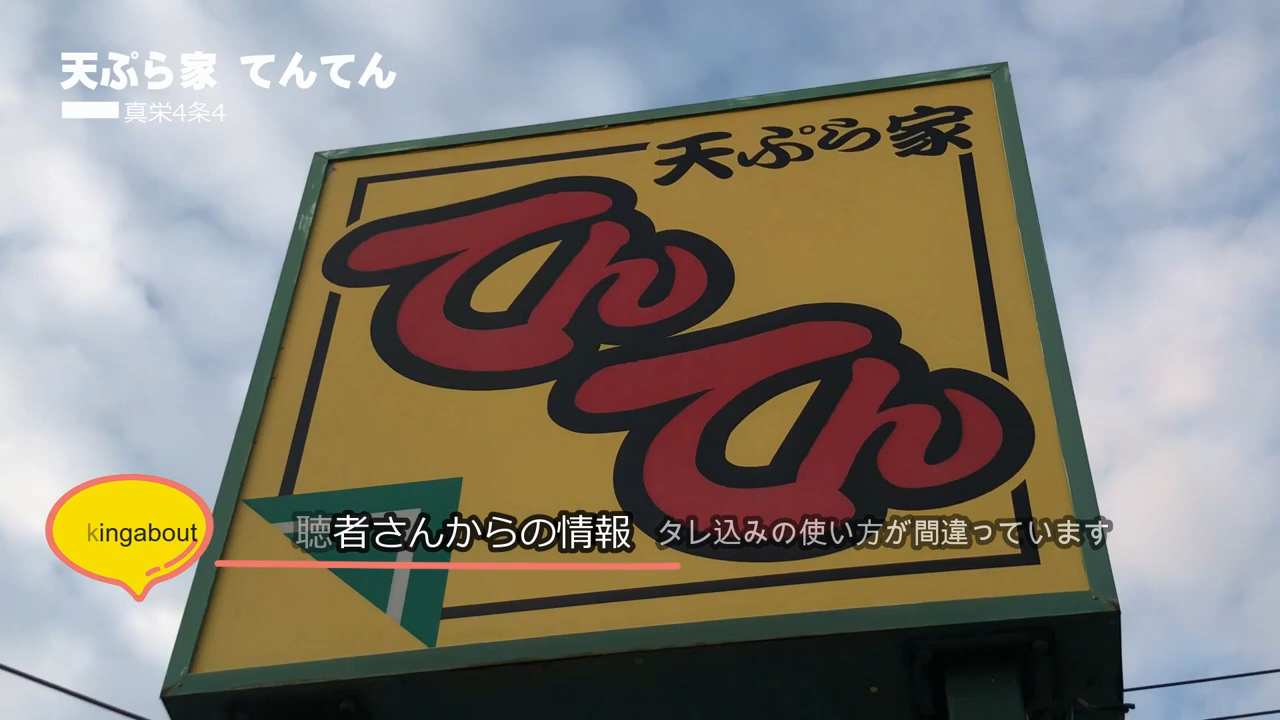 天ぷら家 てんてん
真栄4条4
天ぷら家
てん
てん
kingabout
聴者さんからの情報 タレ込みの使い方が間違っています